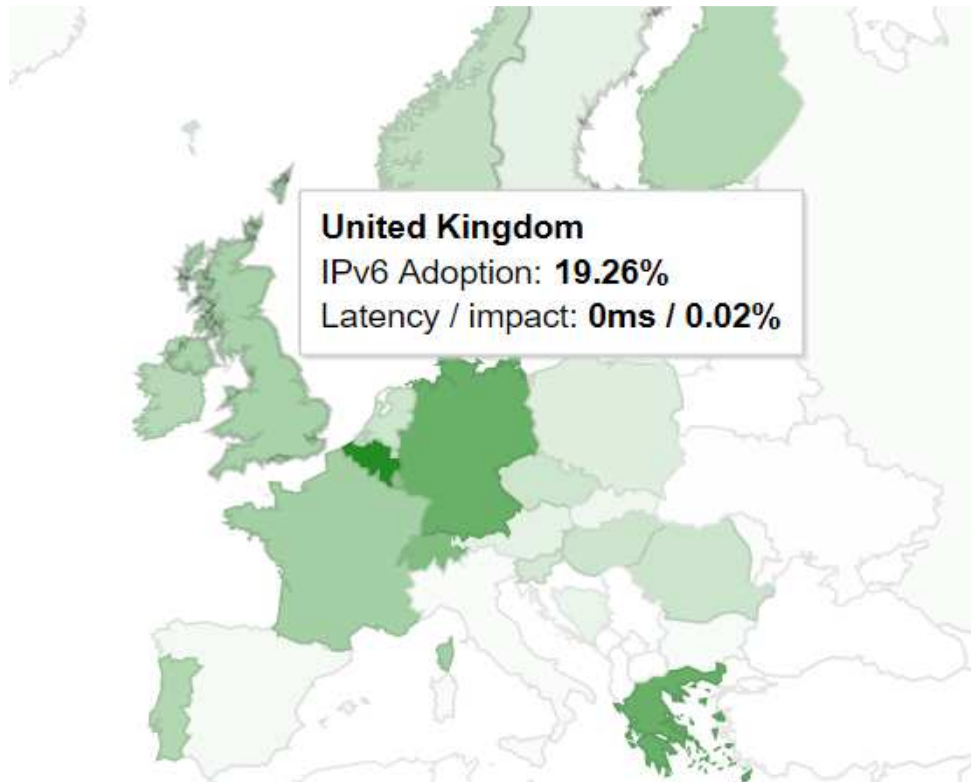 United Kingdom
IPv6 Adoption: 19.26%
Latency / impact: 0ms / 0.02%